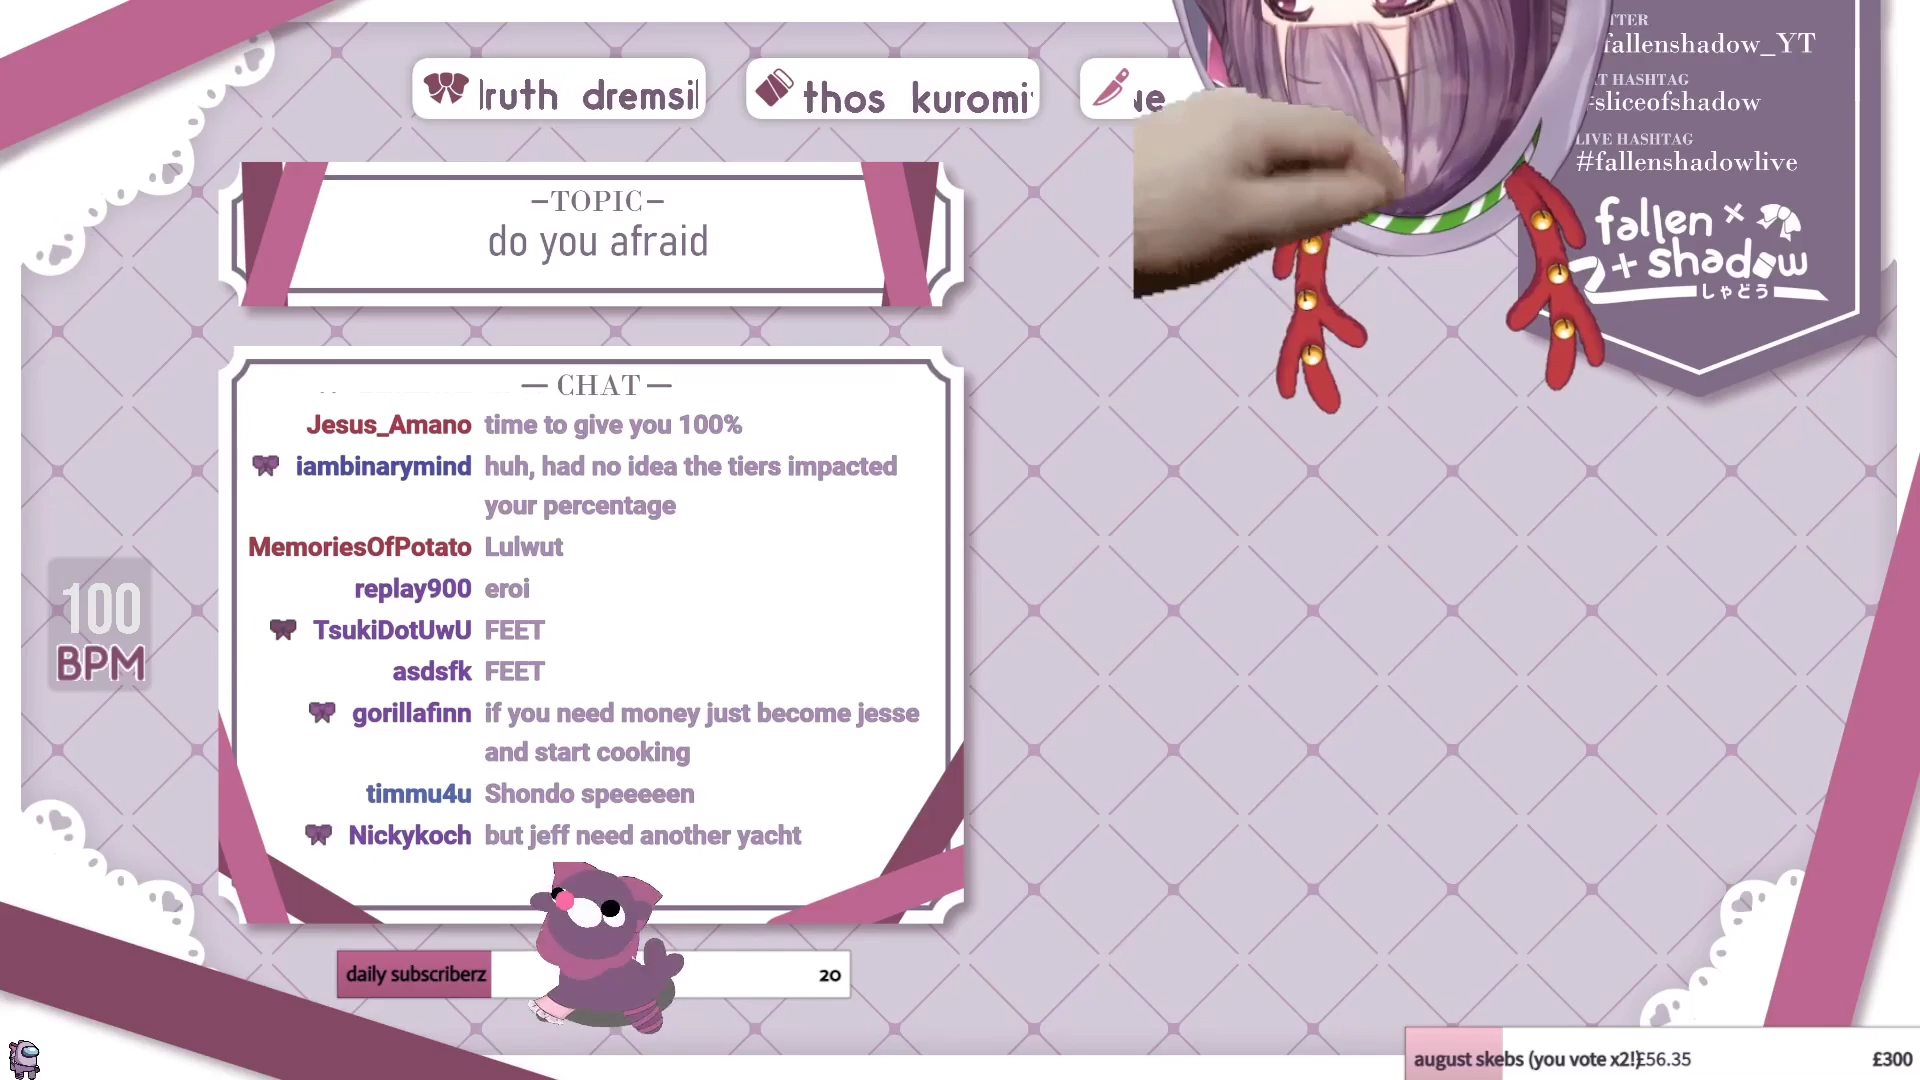 dremsi
thos kuromi
-TOPIC-
do you afraid
fallenshadow_YT
HASHTAG
#sliceofshadow
LIVE HASHTAG
#fallenshadowlive
fallen
shadow
しゃどう
— CHAT —
Jesus_Amano time to give you 100%
iambinarymind huh, had no idea the tiers impacted
your percentage
MemoriesOfPotato Lulwut
replay900 eroi
TsukiDotUwU FEET
asdsfk FEET
gorillafinn if you need money just become jesse
and start cooking
timmu4u Shondo speeeeen
Nickykoch but jeff need another yacht
100
BPM
daily subscriberz 20
august skebs (you vote x2!) £56.35 £300